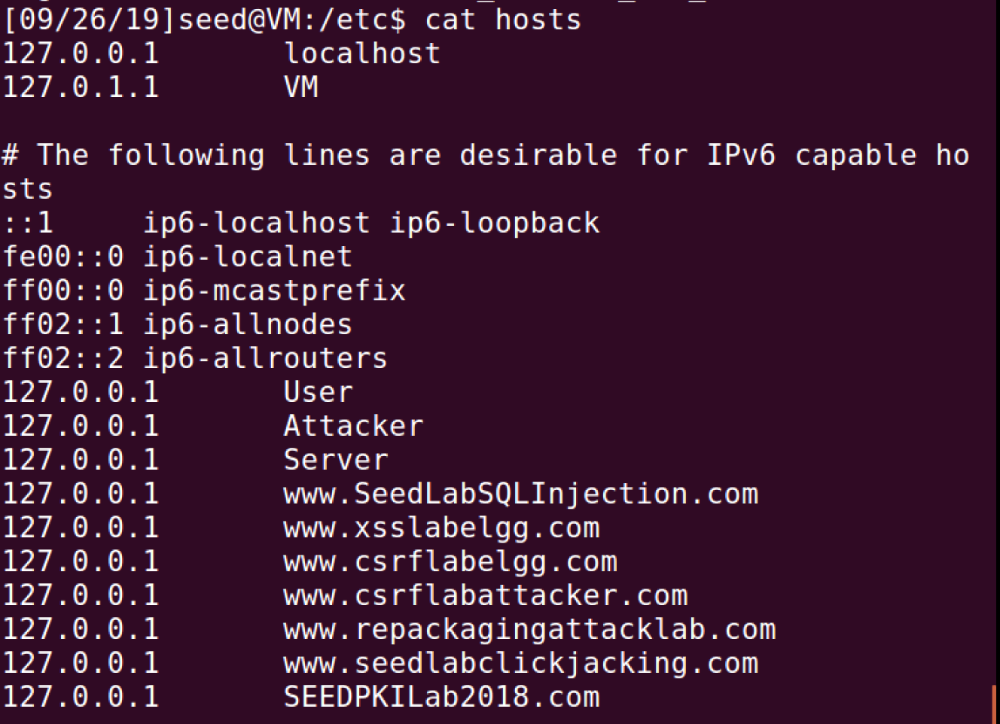 [09/26/19]seed@VM:/etc$ cat hosts
127.0.0.1       localhost
127.0.1.1       VM

# The following lines are desirable for IPv6 capable ho
sts
::1     ip6-localhost ip6-loopback
fe00::0 ip6-localnet
ff00::0 ip6-mcastprefix
ff02::1 ip6-allnodes
ff02::2 ip6-allrouters
127.0.0.1       User
127.0.0.1       Attacker
127.0.0.1       Server
127.0.0.1       www.SeedLabSQLInjection.com
127.0.0.1       www.xsslabelgg.com
127.0.0.1       www.csrflabelgg.com
127.0.0.1       www.csrflabattacker.com
127.0.0.1       www.repackagingattacklab.com
127.0.0.1       www.seedlabclickjacking.com
127.0.0.1       SEEDPKILab2018.com